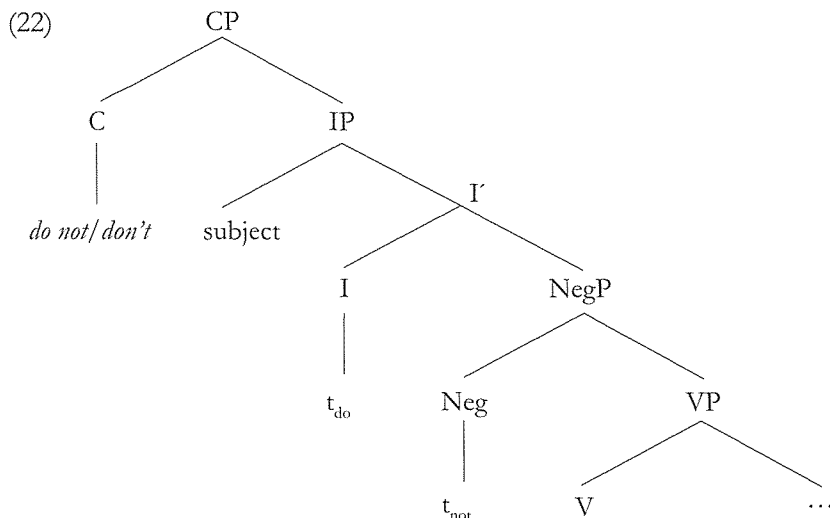 (22)
CP
C IP
do not/don't subject I′
I NegP
t_do Neg VP
t_not V ...